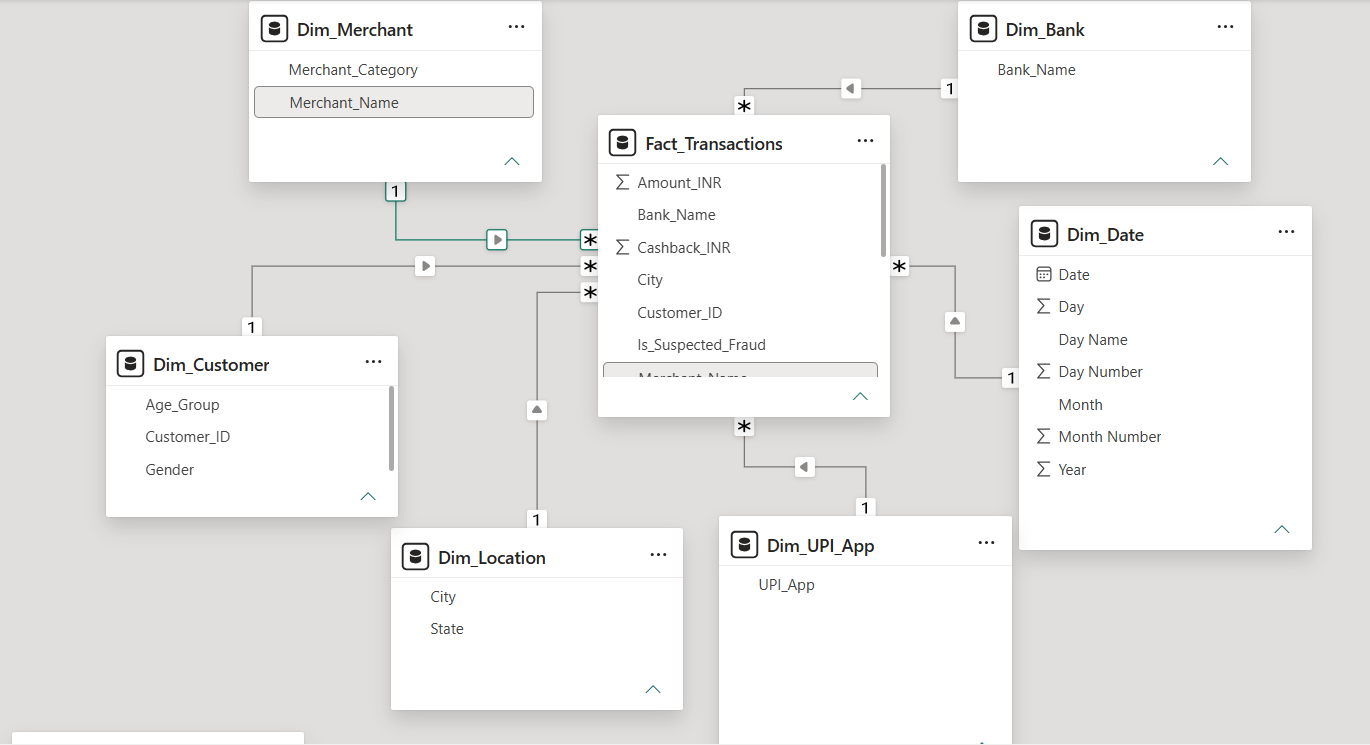 Dim_Merchant
Merchant_Category
Merchant_Name
1
Dim_Bank
Bank_Name
1
*
Fact_Transactions
Σ Amount_INR
Bank_Name
Σ Cashback_INR
City
Customer_ID
Is_Suspected_Fraud
Merchant_Name
*
*
*
*
*
Dim_Date
Date
Σ Day
Day Name
Σ Day Number
Month
Σ Month Number
Σ Year
1
1
Dim_Customer
Age_Group
Customer_ID
Gender
1
Dim_Location
City
State
1
Dim_UPI_App
UPI_App